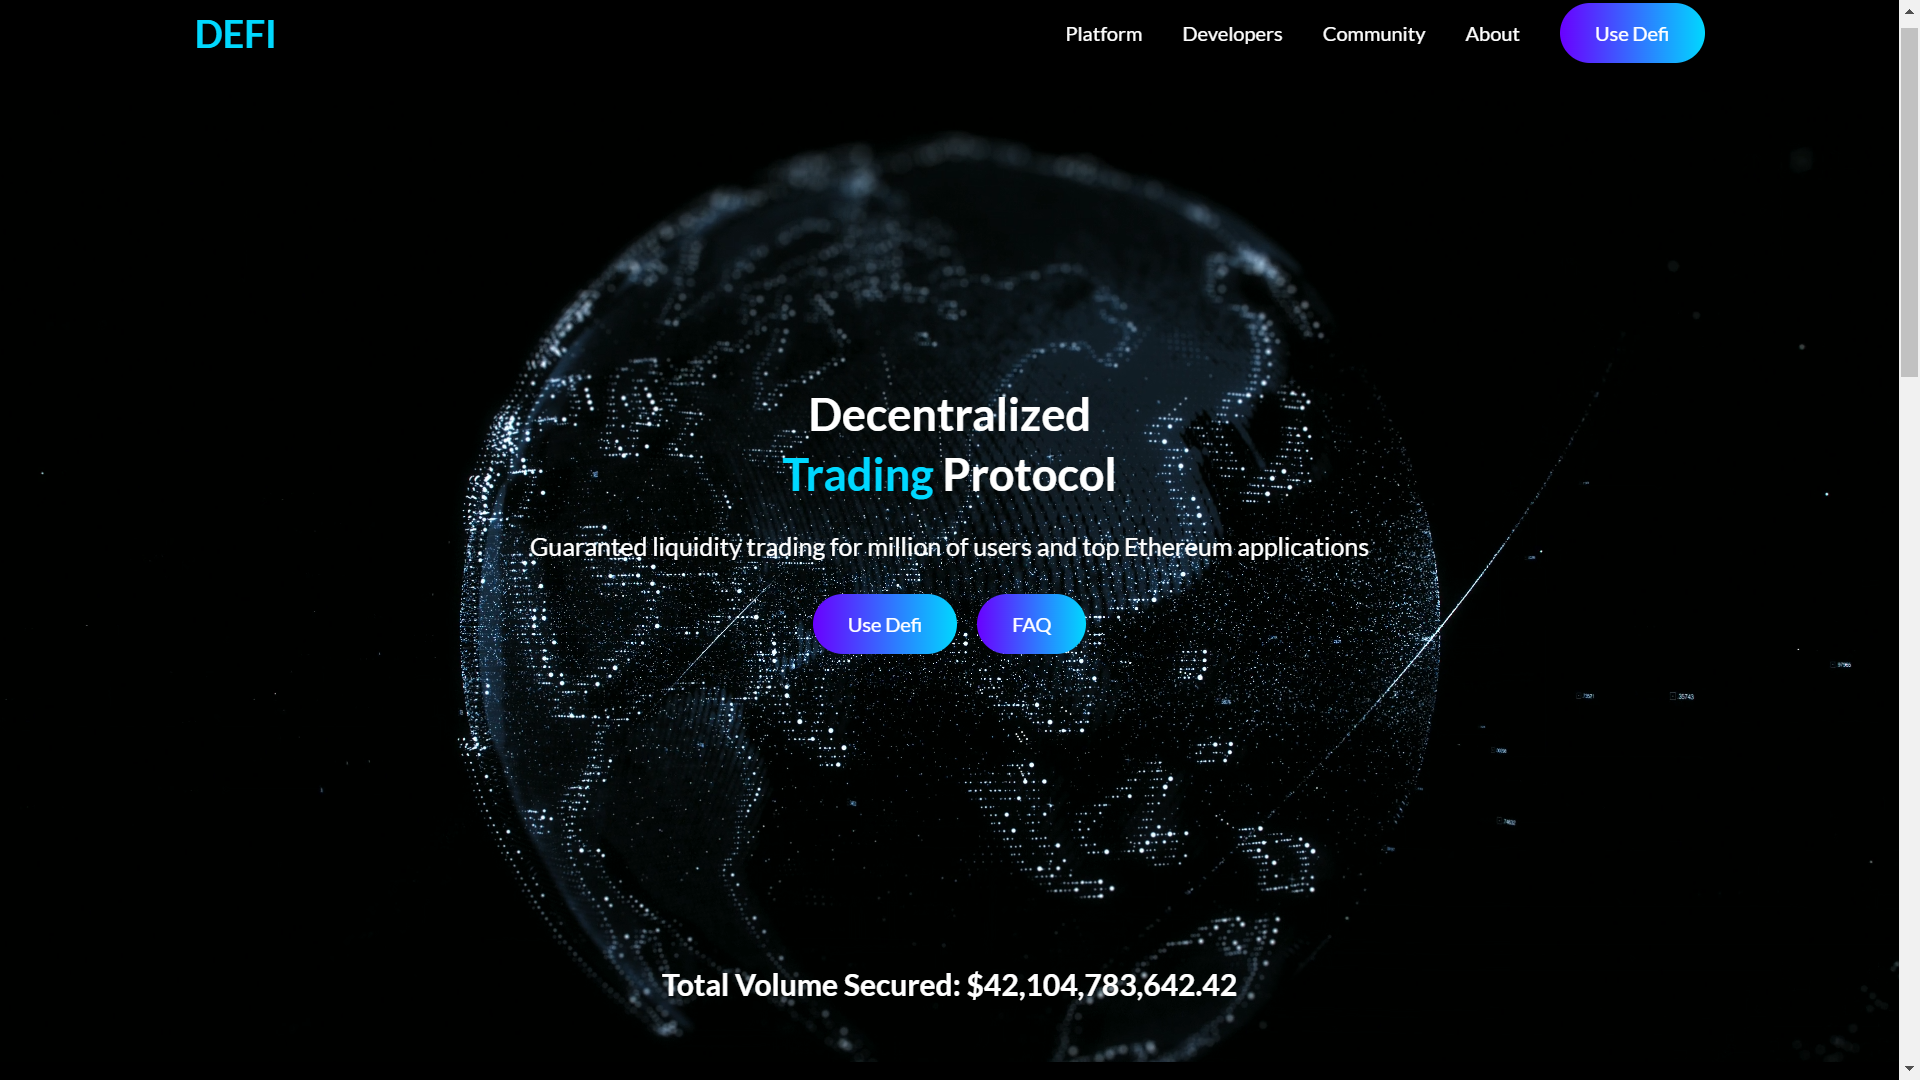 DEFI
Platform
Developers
Community
About
Use Defi
Decentralized
Trading Protocol
Guaranted liquidity trading for million of users and top Ethereum applications
Use Defi
FAQ
35743
Total Volume Secured: $42,104,783,642.42